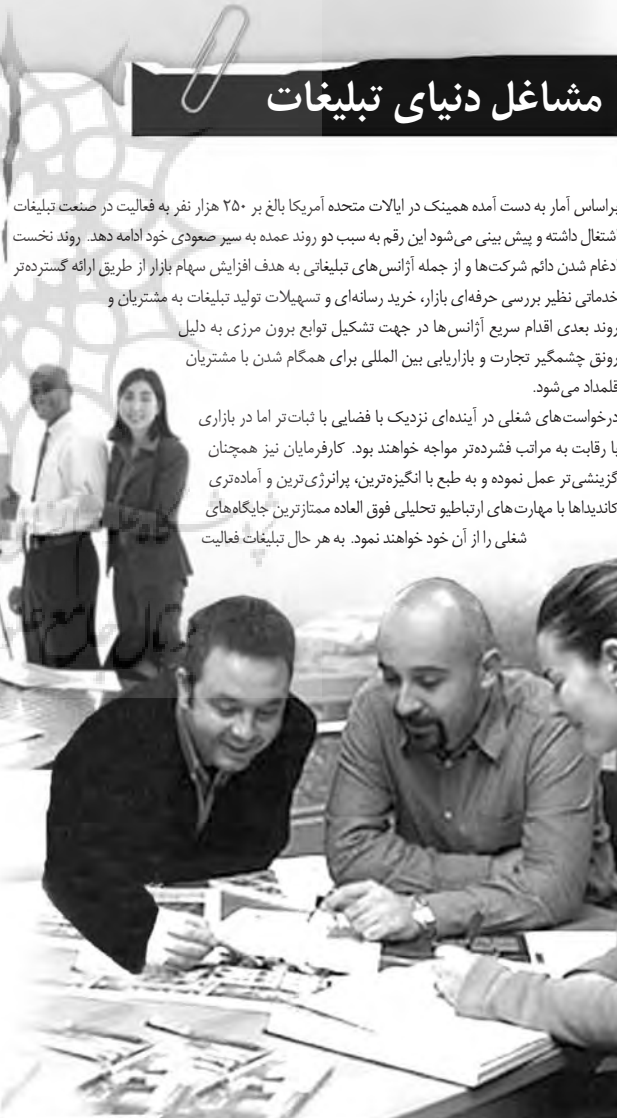 مشاغل دنیای تبلیغات
براساس آمار به دست آمده همینک در ایالات متحده آمریکا بالغ بر ۲۵۰ هزار نفر به فعالیت در صنعت تبلیغات
اشتغال داشته و پیش بینی می‌شود این رقم به سبب دو روند عمده به سیر صعودی خود ادامه دهد. روند نخست
ادغام شدن دائم شرکت‌ها و از جمله آژانس‌های تبلیغاتی به هدف افزایش سهام بازار از طریق ارائه گسترده‌تر
خدماتی نظیر بررسی حرفه‌ای بازار، خرید رسانه‌ای و تسهیلات تولید تبلیغات به مشتریان و
روند بعدی اقدام سریع آژانس‌ها در جهت تشکیل توابع برون مرزی به دلیل
رونق چشمگیر تجارت و بازاریابی بین المللی برای همگام شدن با مشتریان
قلمداد می‌شود.
درخواست‌های شغلی در آینده‌ای نزدیک با فضایی با ثبات‌تر اما در بازاری
با رقابت به مراتب فشرده‌تر مواجه خواهند بود. کارفرمایان نیز همچنان
گزینشی‌تر عمل نموده و به طبع با انگیزه‌ترین، پرانرژی‌ترین و آماده‌تری
کاندیداها با مهارت‌های ارتباطیو تحلیلی فوق العاده ممتازترین جایگاه‌های
شغلی را از آن خود خواهند نمود. به هر حال تبلیغات فعالیت